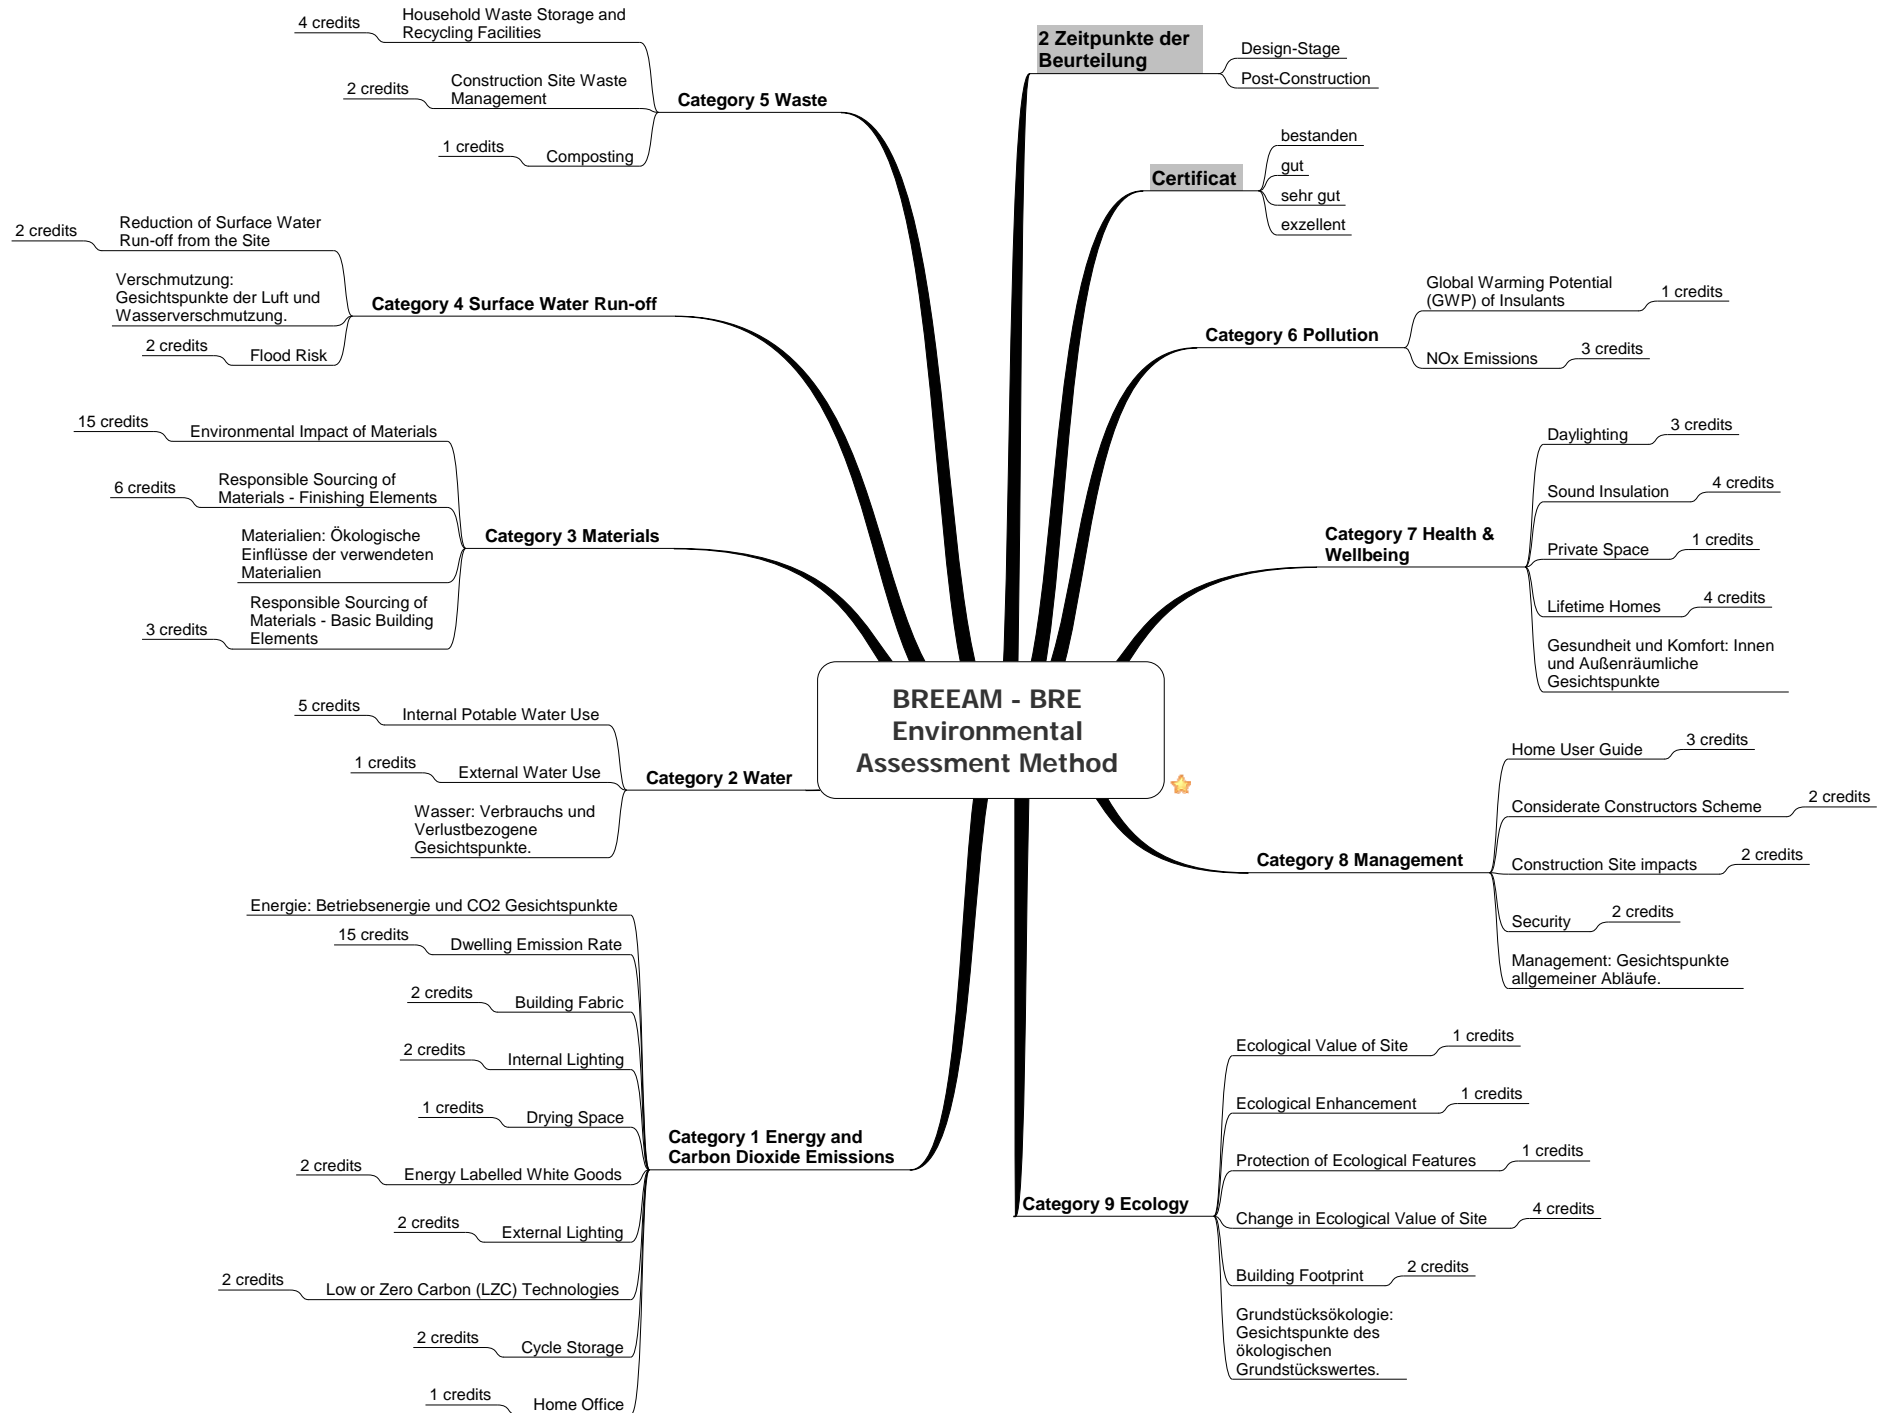 BREEAM - BRE
Environmental
Assessment Method
2 Zeitpunkte der
Beurteilung
Design-Stage
Post-Construction
Certificat
bestanden
gut
sehr gut
exzellent
Category 6 Pollution
Global Warming Potential
(GWP) of Insulants
1 credits
NOx Emissions
3 credits
Category 7 Health &
Wellbeing
Daylighting
3 credits
Sound Insulation
4 credits
Private Space
1 credits
Lifetime Homes
4 credits
Gesundheit und Komfort: Innen
und Außenräumliche
Gesichtspunkte
Category 8 Management
Home User Guide
3 credits
Considerate Constructors Scheme
2 credits
Construction Site impacts
2 credits
Security
2 credits
Management: Gesichtspunkte
allgemeiner Abläufe.
Category 9 Ecology
Ecological Value of Site
1 credits
Ecological Enhancement
1 credits
Protection of Ecological Features
1 credits
Change in Ecological Value of Site
4 credits
Building Footprint
2 credits
Grundstücksökologie:
Gesichtspunkte des
ökologischen
Grundstückswertes.
Category 5 Waste
Household Waste Storage and
Recycling Facilities
4 credits
Construction Site Waste
Management
2 credits
Composting
1 credits
Category 4 Surface Water Run-off
Reduction of Surface Water
Run-off from the Site
2 credits
Verschmutzung:
Gesichtspunkte der Luft und
Wasserverschmutzung.
Flood Risk
2 credits
Category 3 Materials
Environmental Impact of Materials
15 credits
Responsible Sourcing of
Materials - Finishing Elements
6 credits
Materialien: Ökologische
Einflüsse der verwendeten
Materialien
Responsible Sourcing of
Materials - Basic Building
Elements
3 credits
Category 2 Water
Internal Potable Water Use
5 credits
External Water Use
1 credits
Wasser: Verbrauchs und
Verlustbezogene
Gesichtspunkte.
Category 1 Energy and
Carbon Dioxide Emissions
Energie: Betriebsenergie und CO2 Gesichtspunkte
Dwelling Emission Rate
15 credits
Building Fabric
2 credits
Internal Lighting
2 credits
Drying Space
1 credits
Energy Labelled White Goods
2 credits
External Lighting
2 credits
Low or Zero Carbon (LZC) Technologies
2 credits
Cycle Storage
2 credits
Home Office
1 credits